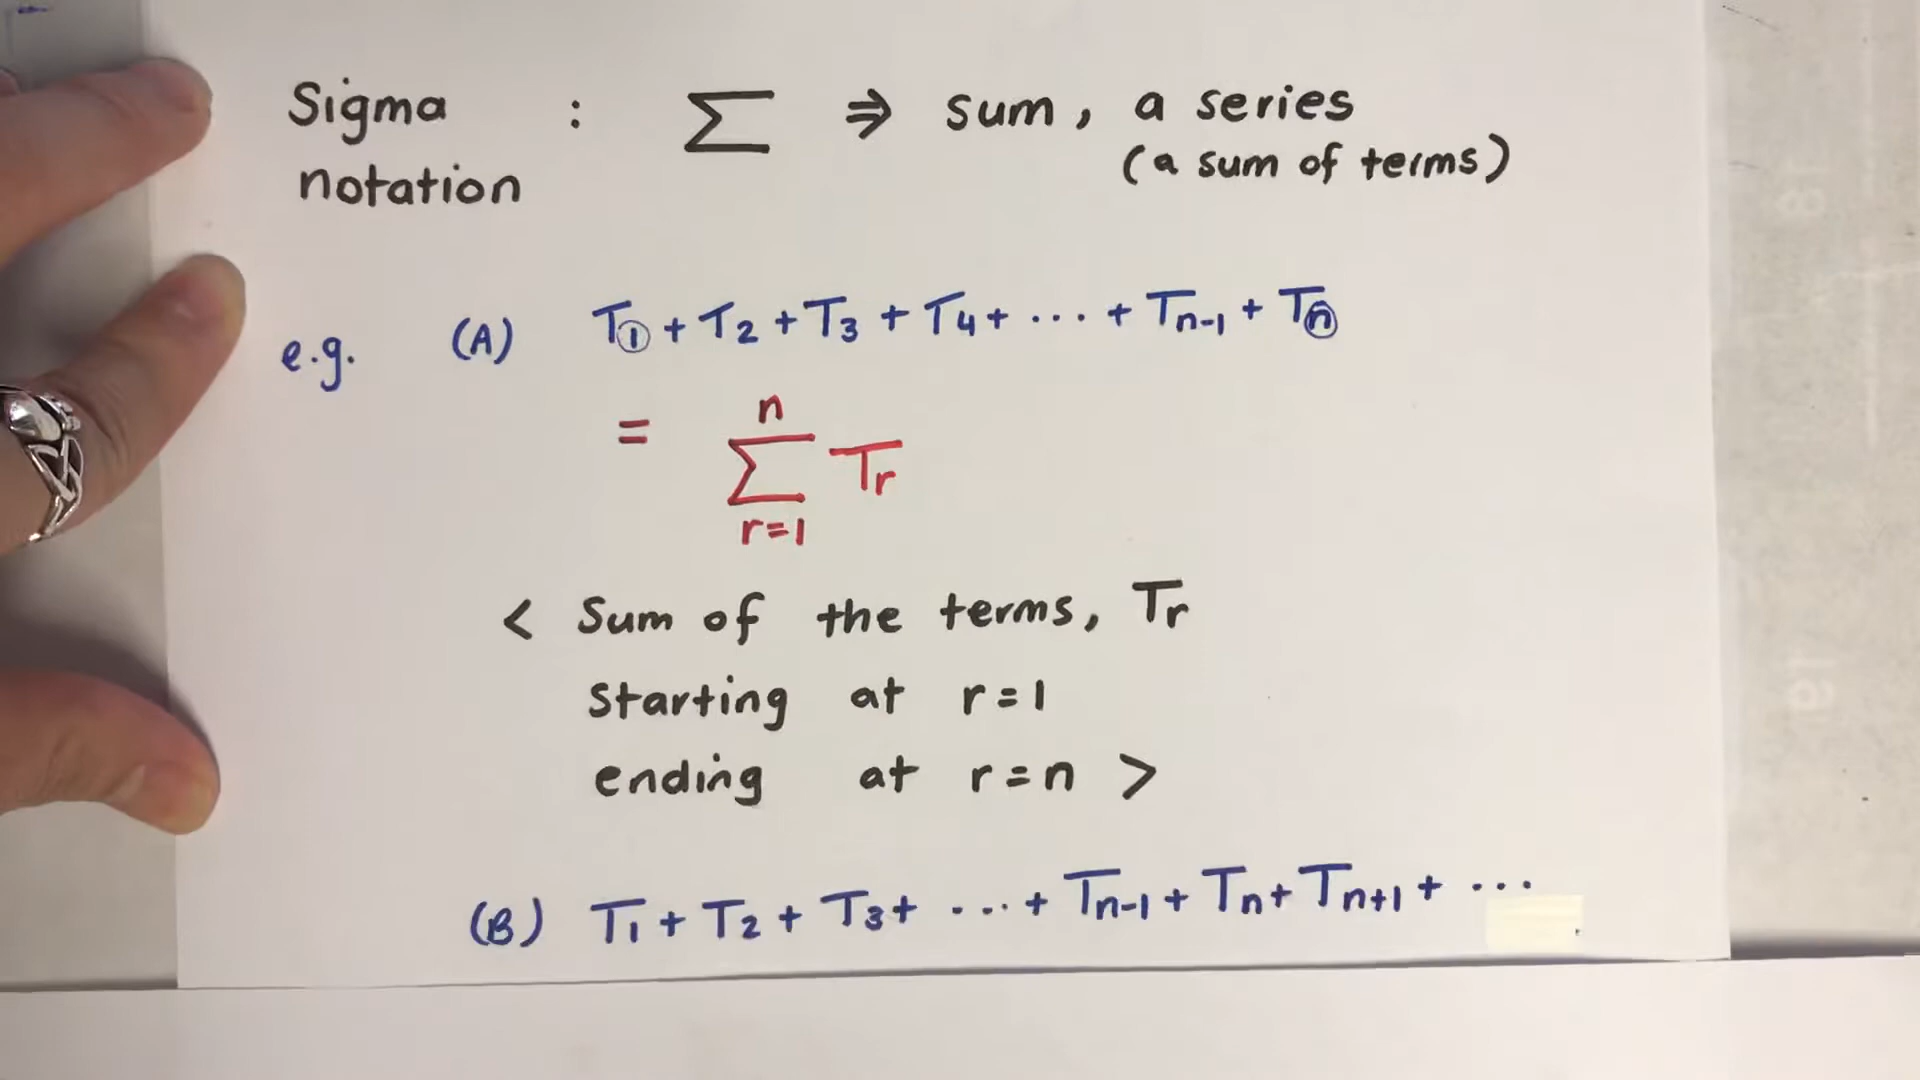 Sigma : ∑ ⇒ sum, a series
notation (a sum of terms)
e.g. (A) T① + T₂ + T₃ + T₄ + ... + Tₙ₋₁ + Tⓝ
= ∑ₙ r=1 Tᵣ
< Sum of the terms, Tᵣ
starting at r=1
ending at r=n >
(B) T₁ + T₂ + T₃ + ... + Tₙ₋₁ + Tₙ + Tₙ₊₁ + ...